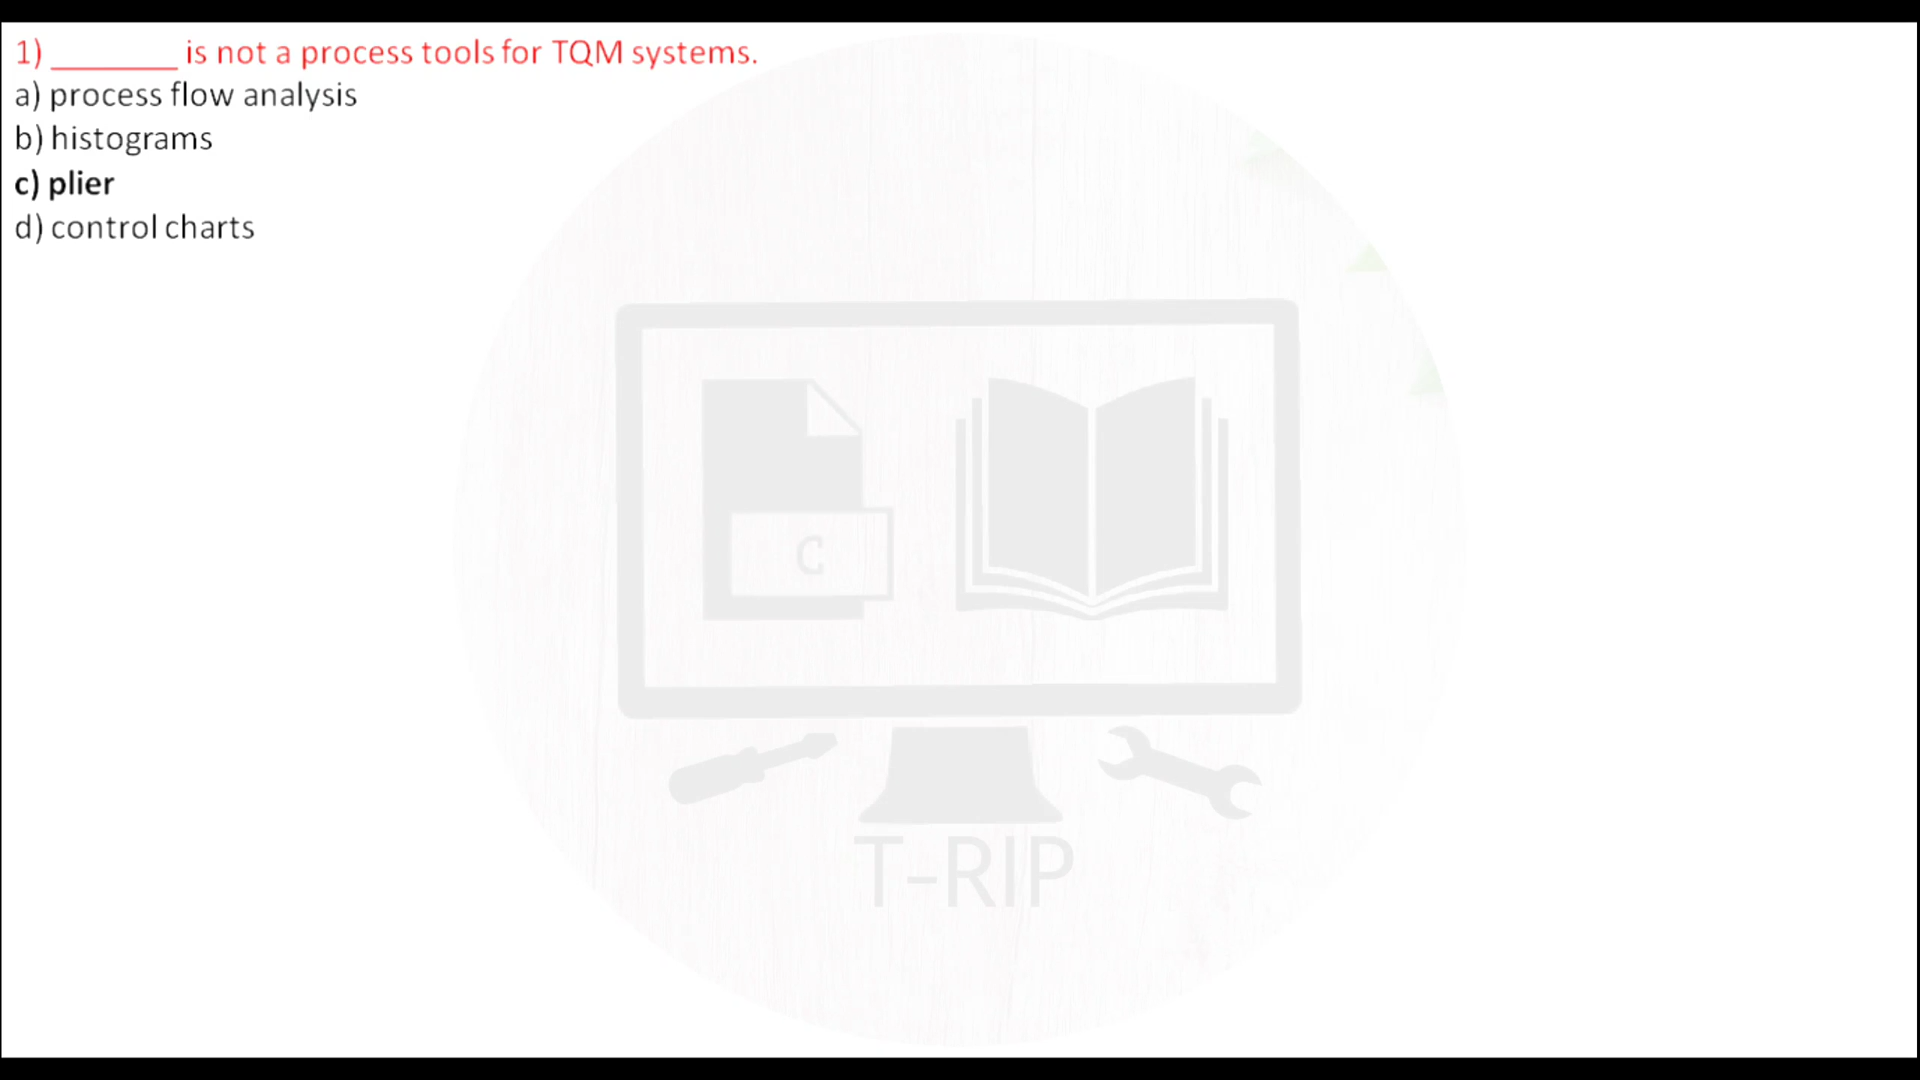 1) ________ is not a process tools for TQM systems.
a) process flow analysis
b) histograms
c) plier
d) control charts
C
T-RIP